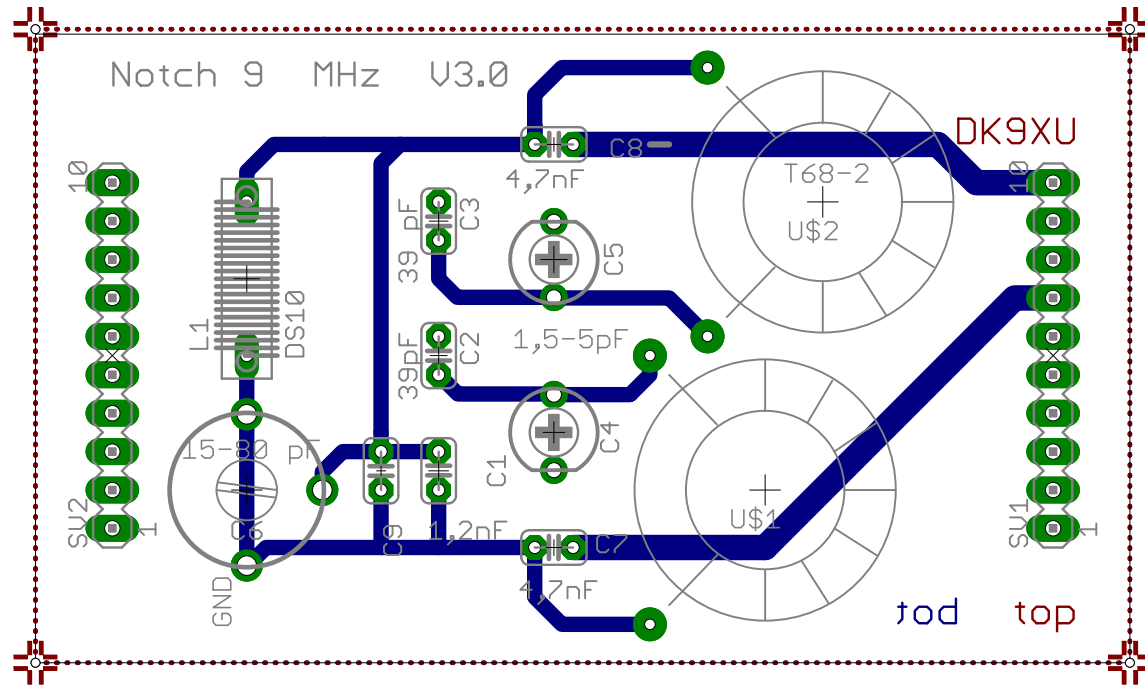 Notch 9 MHz V3.0
DK9XU
C8
4,7nF
T68-2
U$2
10
10
39 pF
C3
C5
L1
DS10
1,5-5pF
39pF
C2
C4
C1
15-80 pF
C6
C9
1,2nF
C7
4,7nF
U$1
SV2
1
SV1
1
GND
bot
top